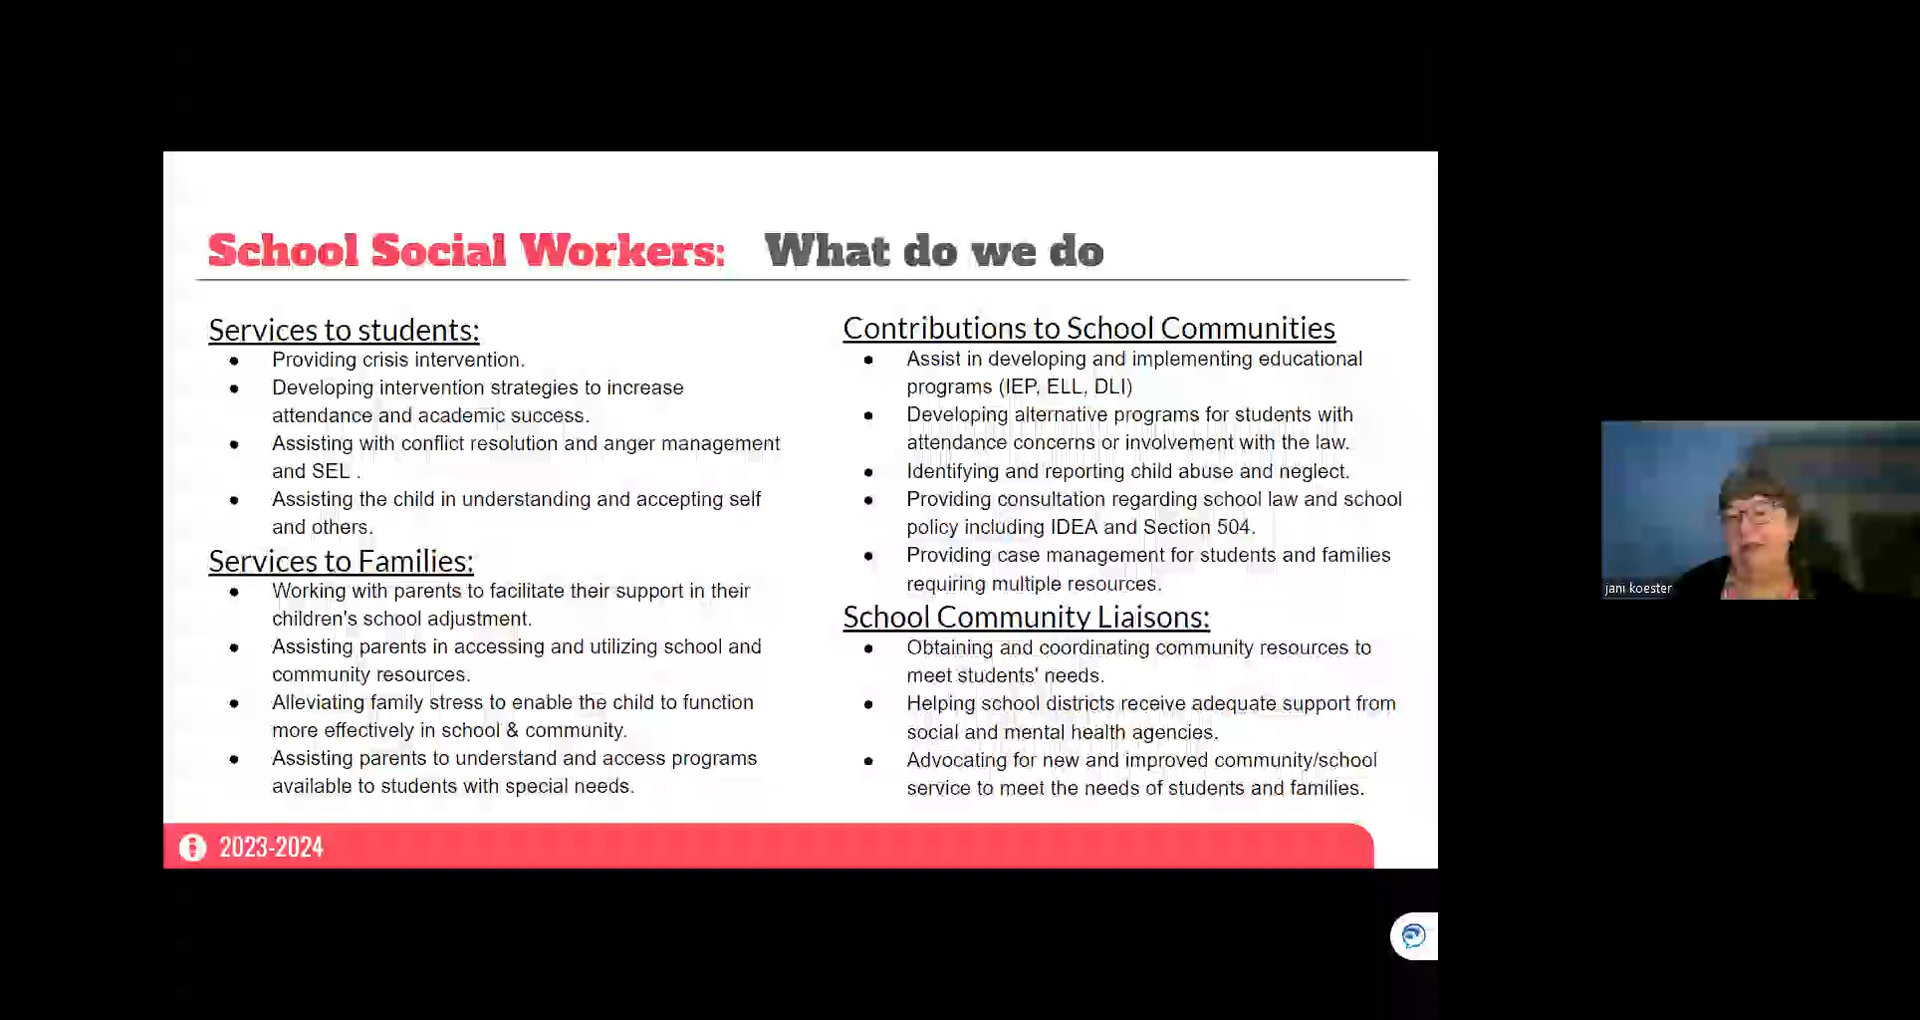 School Social Workers: What do we do
Services to students:
● Providing crisis intervention.
● Developing intervention strategies to increase
attendance and academic success.
● Assisting with conflict resolution and anger management
and SEL .
● Assisting the child in understanding and accepting self
and others.
Services to Families:
● Working with parents to facilitate their support in their
children's school adjustment.
● Assisting parents in accessing and utilizing school and
community resources.
● Alleviating family stress to enable the child to function
more effectively in school & community.
● Assisting parents to understand and access programs
available to students with special needs.
Contributions to School Communities
● Assist in developing and implementing educational
programs (IEP, ELL, DLI)
● Developing alternative programs for students with
attendance concerns or involvement with the law.
● Identifying and reporting child abuse and neglect.
● Providing consultation regarding school law and school
policy including IDEA and Section 504.
● Providing case management for students and families
requiring multiple resources.
School Community Liaisons:
● Obtaining and coordinating community resources to
meet students' needs.
● Helping school districts receive adequate support from
social and mental health agencies.
● Advocating for new and improved community/school
service to meet the needs of students and families.
2023-2024
jani koester